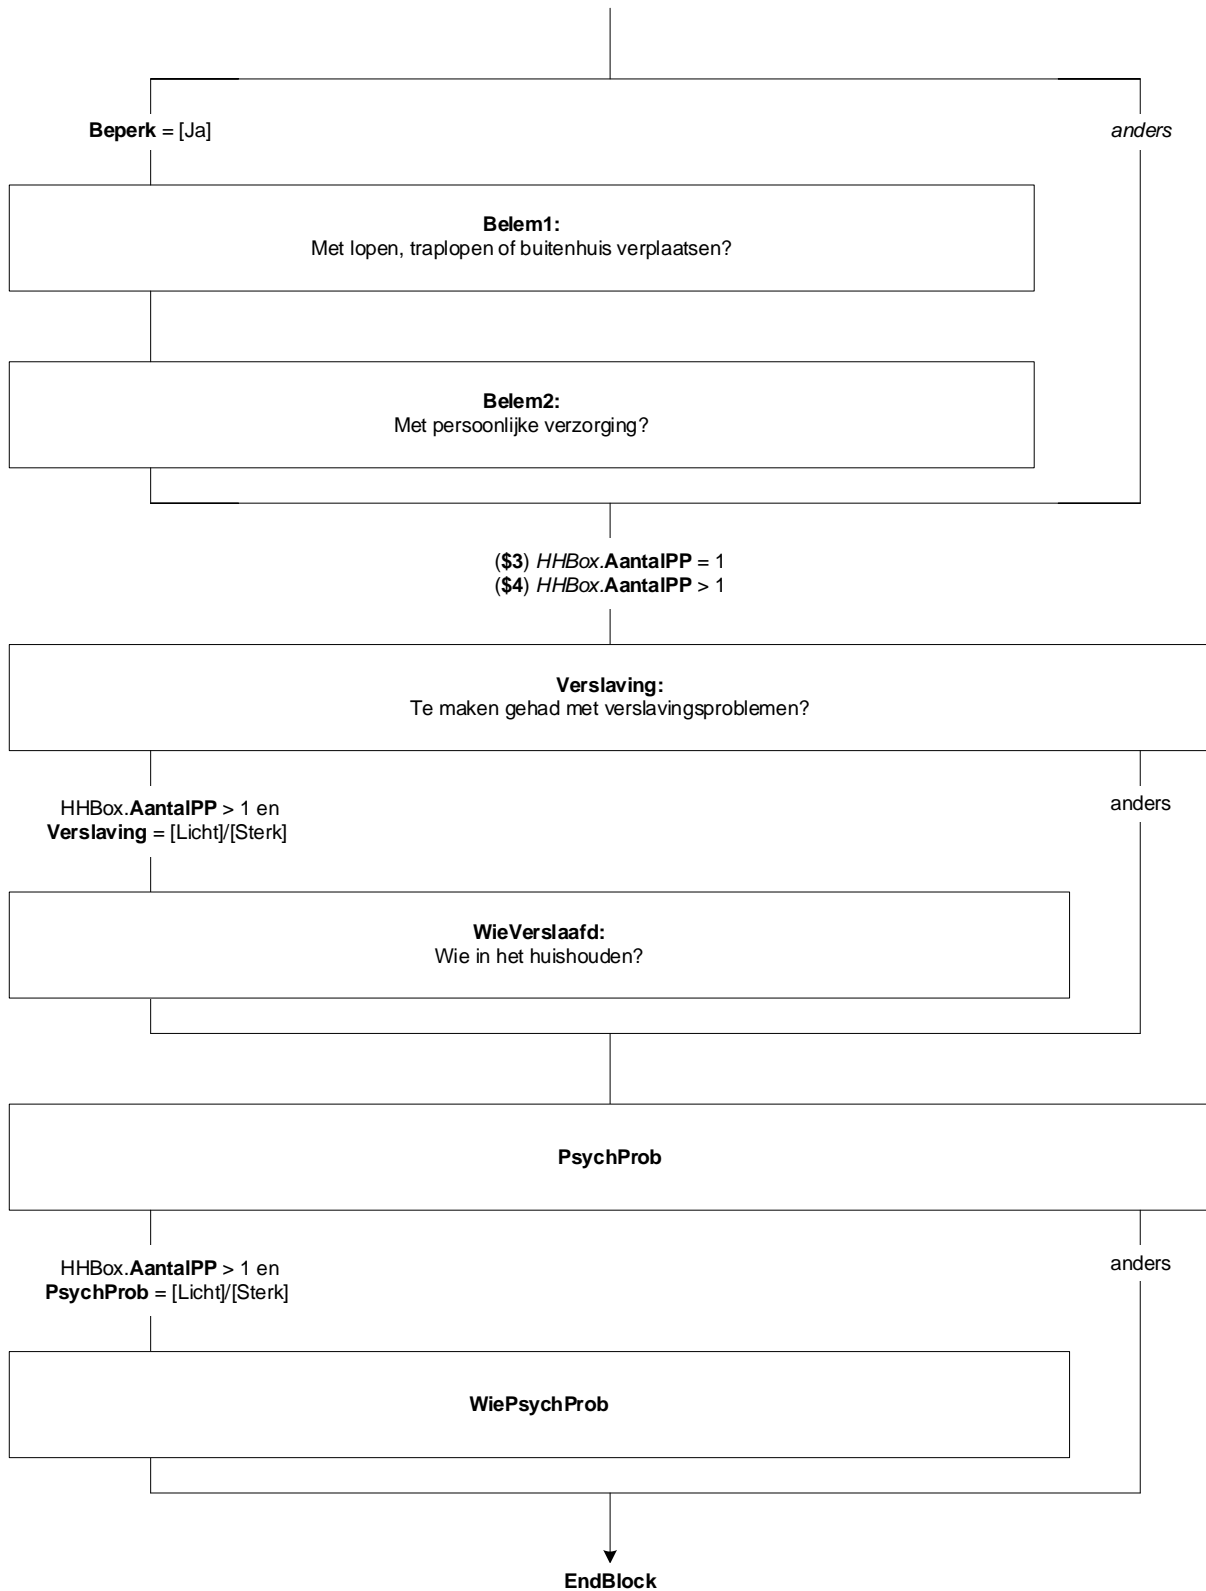 Beperk = [Ja]
anders
Belem1:
Met lopen, traplopen of buitenhuis verplaatsen?
Belem2:
Met persoonlijke verzorging?
($3) HHBox.AantalPP = 1
($4) HHBox.AantalPP > 1
Verslaving:
Te maken gehad met verslavingsproblemen?
HHBox.AantalPP > 1 en
Verslaving = [Licht]/[Sterk]
anders
WieVerslaafd:
Wie in het huishouden?
PsychProb
HHBox.AantalPP > 1 en
PsychProb = [Licht]/[Sterk]
anders
WiePsychProb
EndBlock